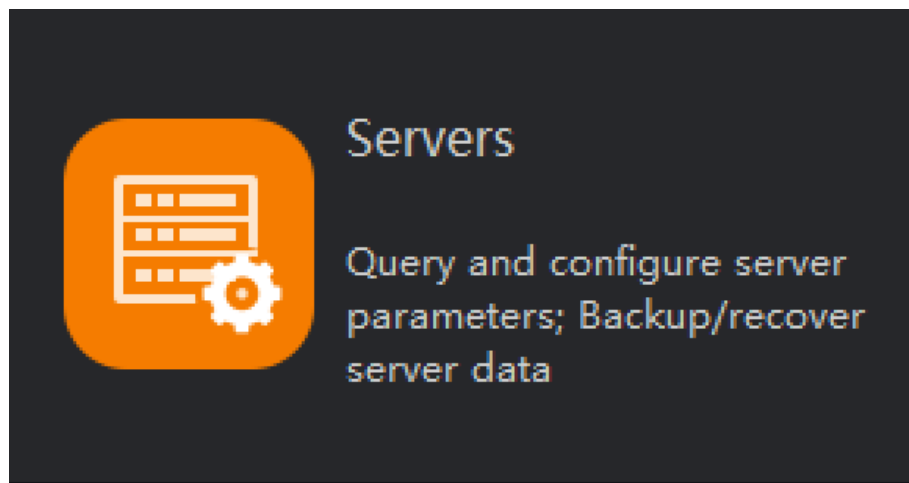 Servers
Query and configure server
parameters; Backup/recover
server data